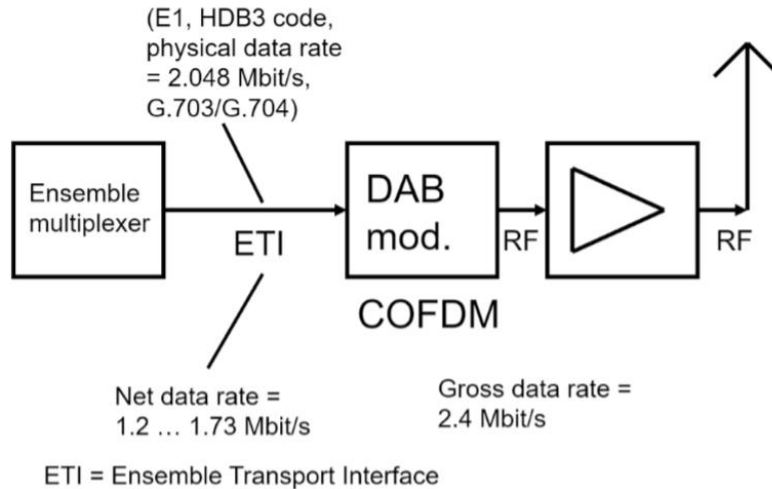 (E1, HDB3 code,
physical data rate
= 2.048 Mbit/s,
G.703/G.704)
Ensemble
multiplexer
ETI
DAB
mod.
RF
RF
COFDM
Net data rate =
1.2 ... 1.73 Mbit/s
Gross data rate =
2.4 Mbit/s
ETI = Ensemble Transport Interface